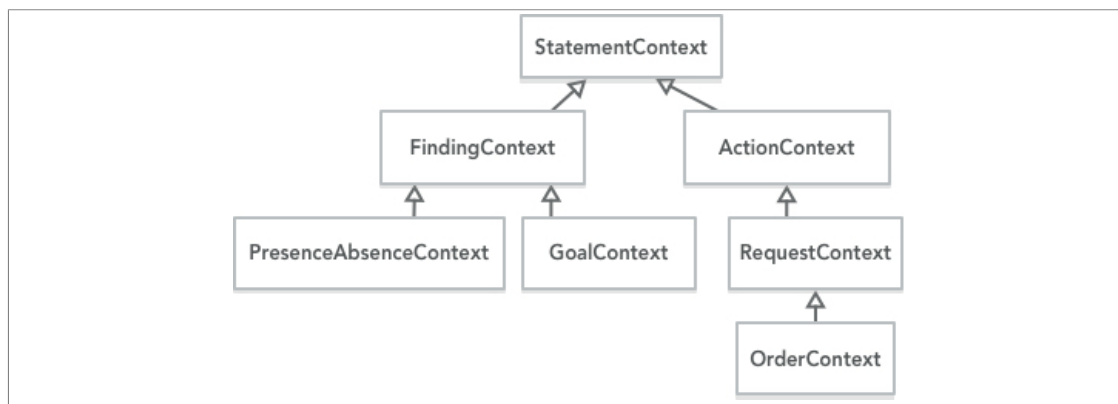 StatementContext
FindingContext
ActionContext
PresenceAbsenceContext
GoalContext
RequestContext
OrderContext